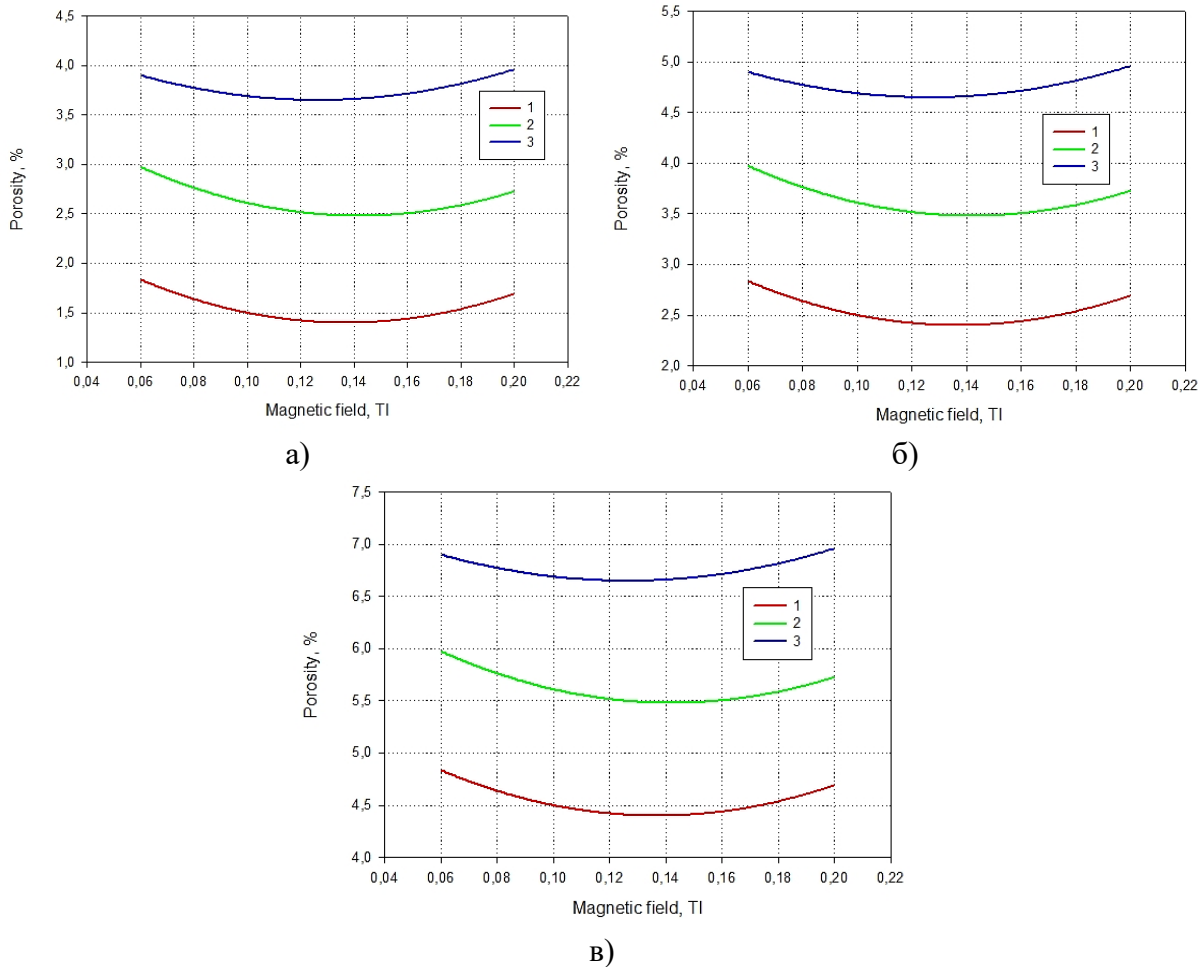 4,5
4,0
3,5
3,0
2,5
2,0
1,5
1,0
Porosity, %
1
2
3
0,04 0,06 0,08 0,10 0,12 0,14 0,16 0,18 0,20 0,22
Magnetic field, Tl
а)
5,5
5,0
4,5
4,0
3,5
3,0
2,5
2,0
Porosity, %
1
2
3
0,04 0,06 0,08 0,10 0,12 0,14 0,16 0,18 0,20 0,22
Magnetic field, Tl
б)
7,5
7,0
6,5
6,0
5,5
5,0
4,5
4,0
Porosity, %
1
2
3
0,04 0,06 0,08 0,10 0,12 0,14 0,16 0,18 0,20 0,22
Magnetic field, Tl
в)